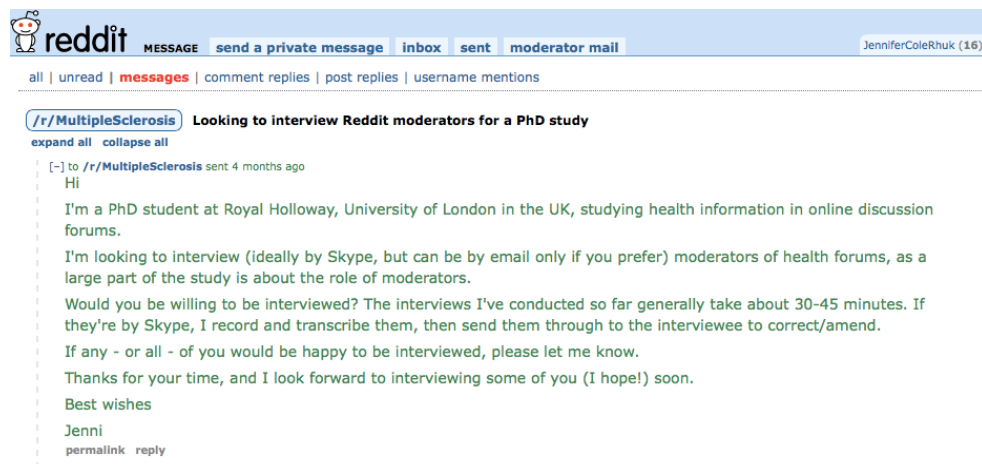 reddit MESSAGE send a private message inbox sent moderator mail JenniferColeRhuk (16)
all | unread | messages | comment replies | post replies | username mentions
/r/MultipleSclerosis Looking to interview Reddit moderators for a PhD study
expand all collapse all
[–] to /r/MultipleSclerosis sent 4 months ago
Hi
I'm a PhD student at Royal Holloway, University of London in the UK, studying health information in online discussion
forums.
I'm looking to interview (ideally by Skype, but can be by email only if you prefer) moderators of health forums, as a
large part of the study is about the role of moderators.
Would you be willing to be interviewed? The interviews I've conducted so far generally take about 30-45 minutes. If
they're by Skype, I record and transcribe them, then send them through to the interviewee to correct/amend.
If any - or all - of you would be happy to be interviewed, please let me know.
Thanks for your time, and I look forward to interviewing some of you (I hope!) soon.
Best wishes
Jenni
permalink reply